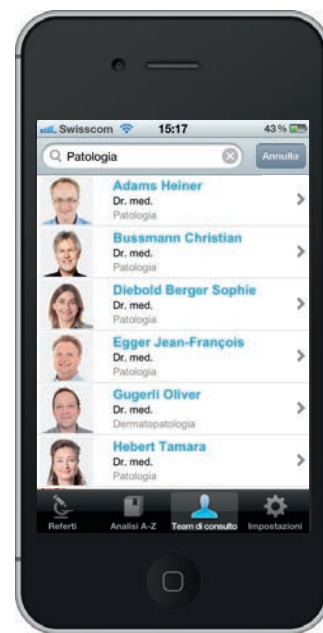 Swisscom 15:17 43%
Patologia Annulla
Adams Heiner
Dr. med.
Patologia
Bussmann Christian
Dr. med.
Patologia
Diebold Berger Sophie
Dr. med.
Patologia
Egger Jean-François
Dr. med.
Patologia
Gugerli Oliver
Dr. med.
Dermatopatologia
Hebert Tamara
Dr. med.
Patologia
Referti Analisi A-Z Team di consulto Impostazioni